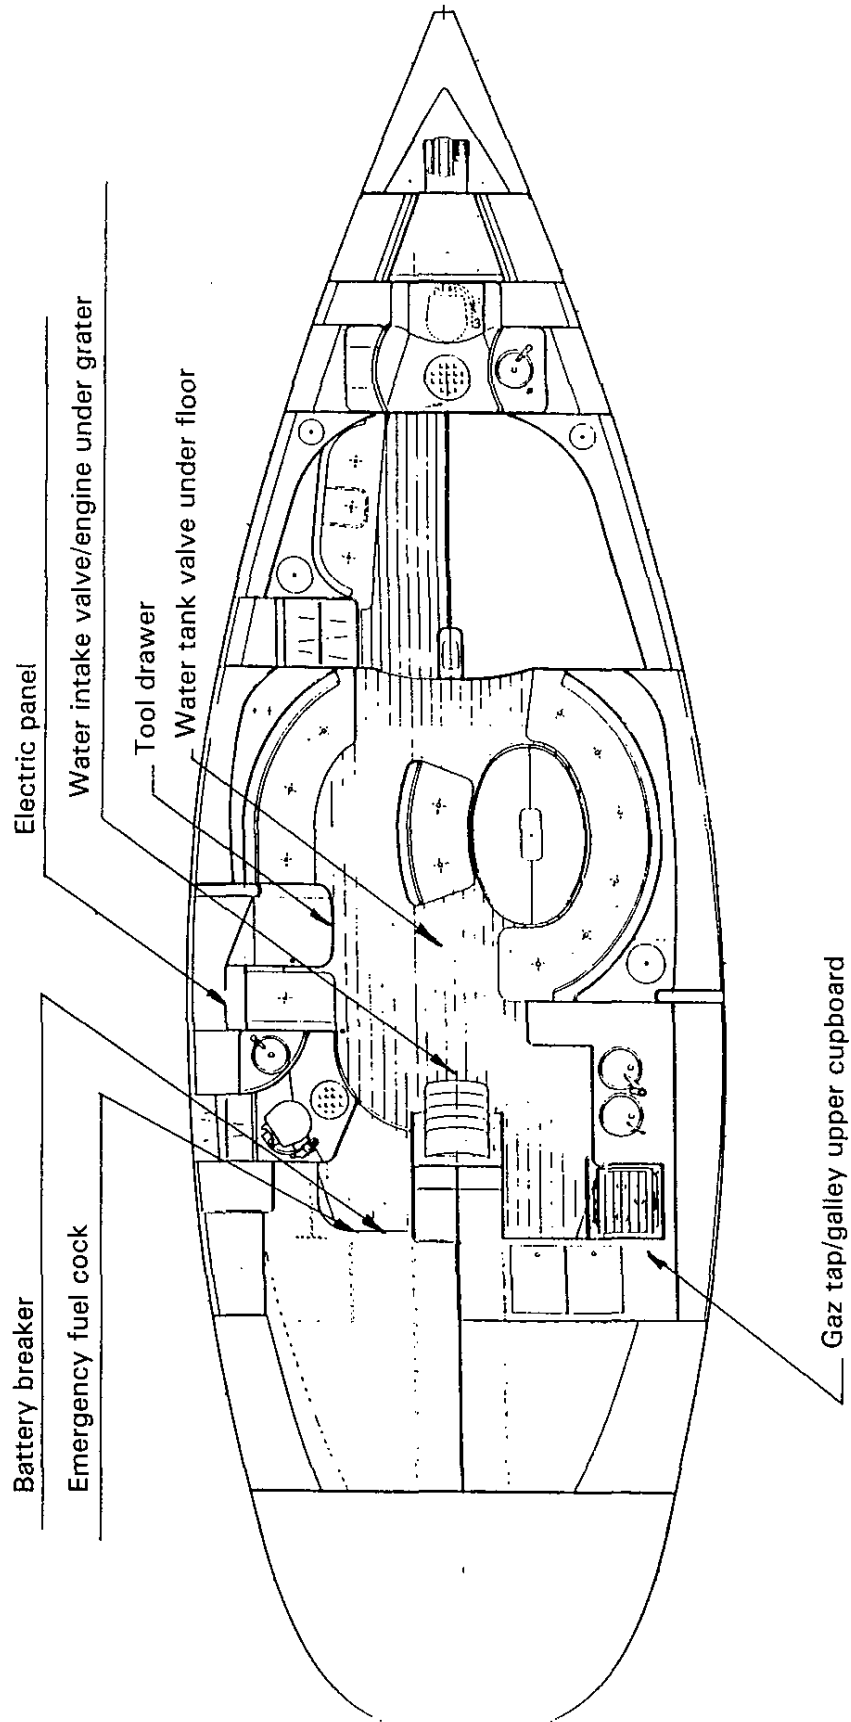 Battery breaker
Emergency fuel cock
Electric panel
Water intake valve/engine under grater
Tool drawer
Water tank valve under floor
Gaz tap/galley upper cupboard